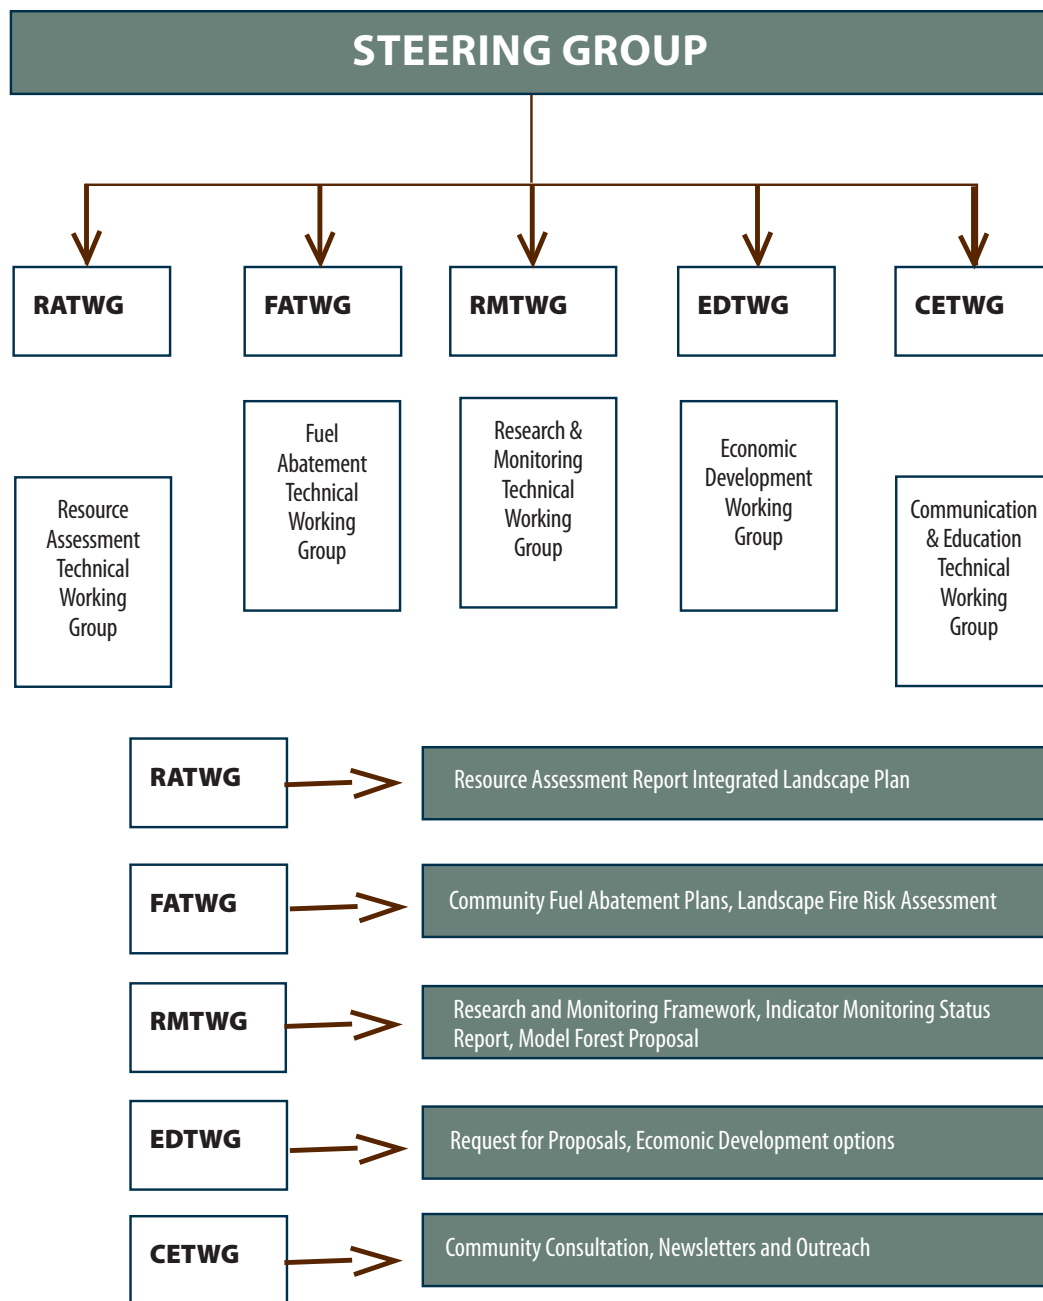 STEERING GROUP
RATWG
FATWG
RMTWG
EDTWG
CETWG
Resource
Assessment
Technical
Working
Group
Fuel
Abatement
Technical
Working
Group
Research &
Monitoring
Technical
Working
Group
Economic
Development
Working
Group
Communication
& Education
Technical
Working
Group
RATWG
Resource Assessment Report Integrated Landscape Plan
FATWG
Community Fuel Abatement Plans, Landscape Fire Risk Assessment
RMTWG
Research and Monitoring Framework, Indicator Monitoring Status
Report, Model Forest Proposal
EDTWG
Request for Proposals, Ecomonic Development options
CETWG
Community Consultation, Newsletters and Outreach